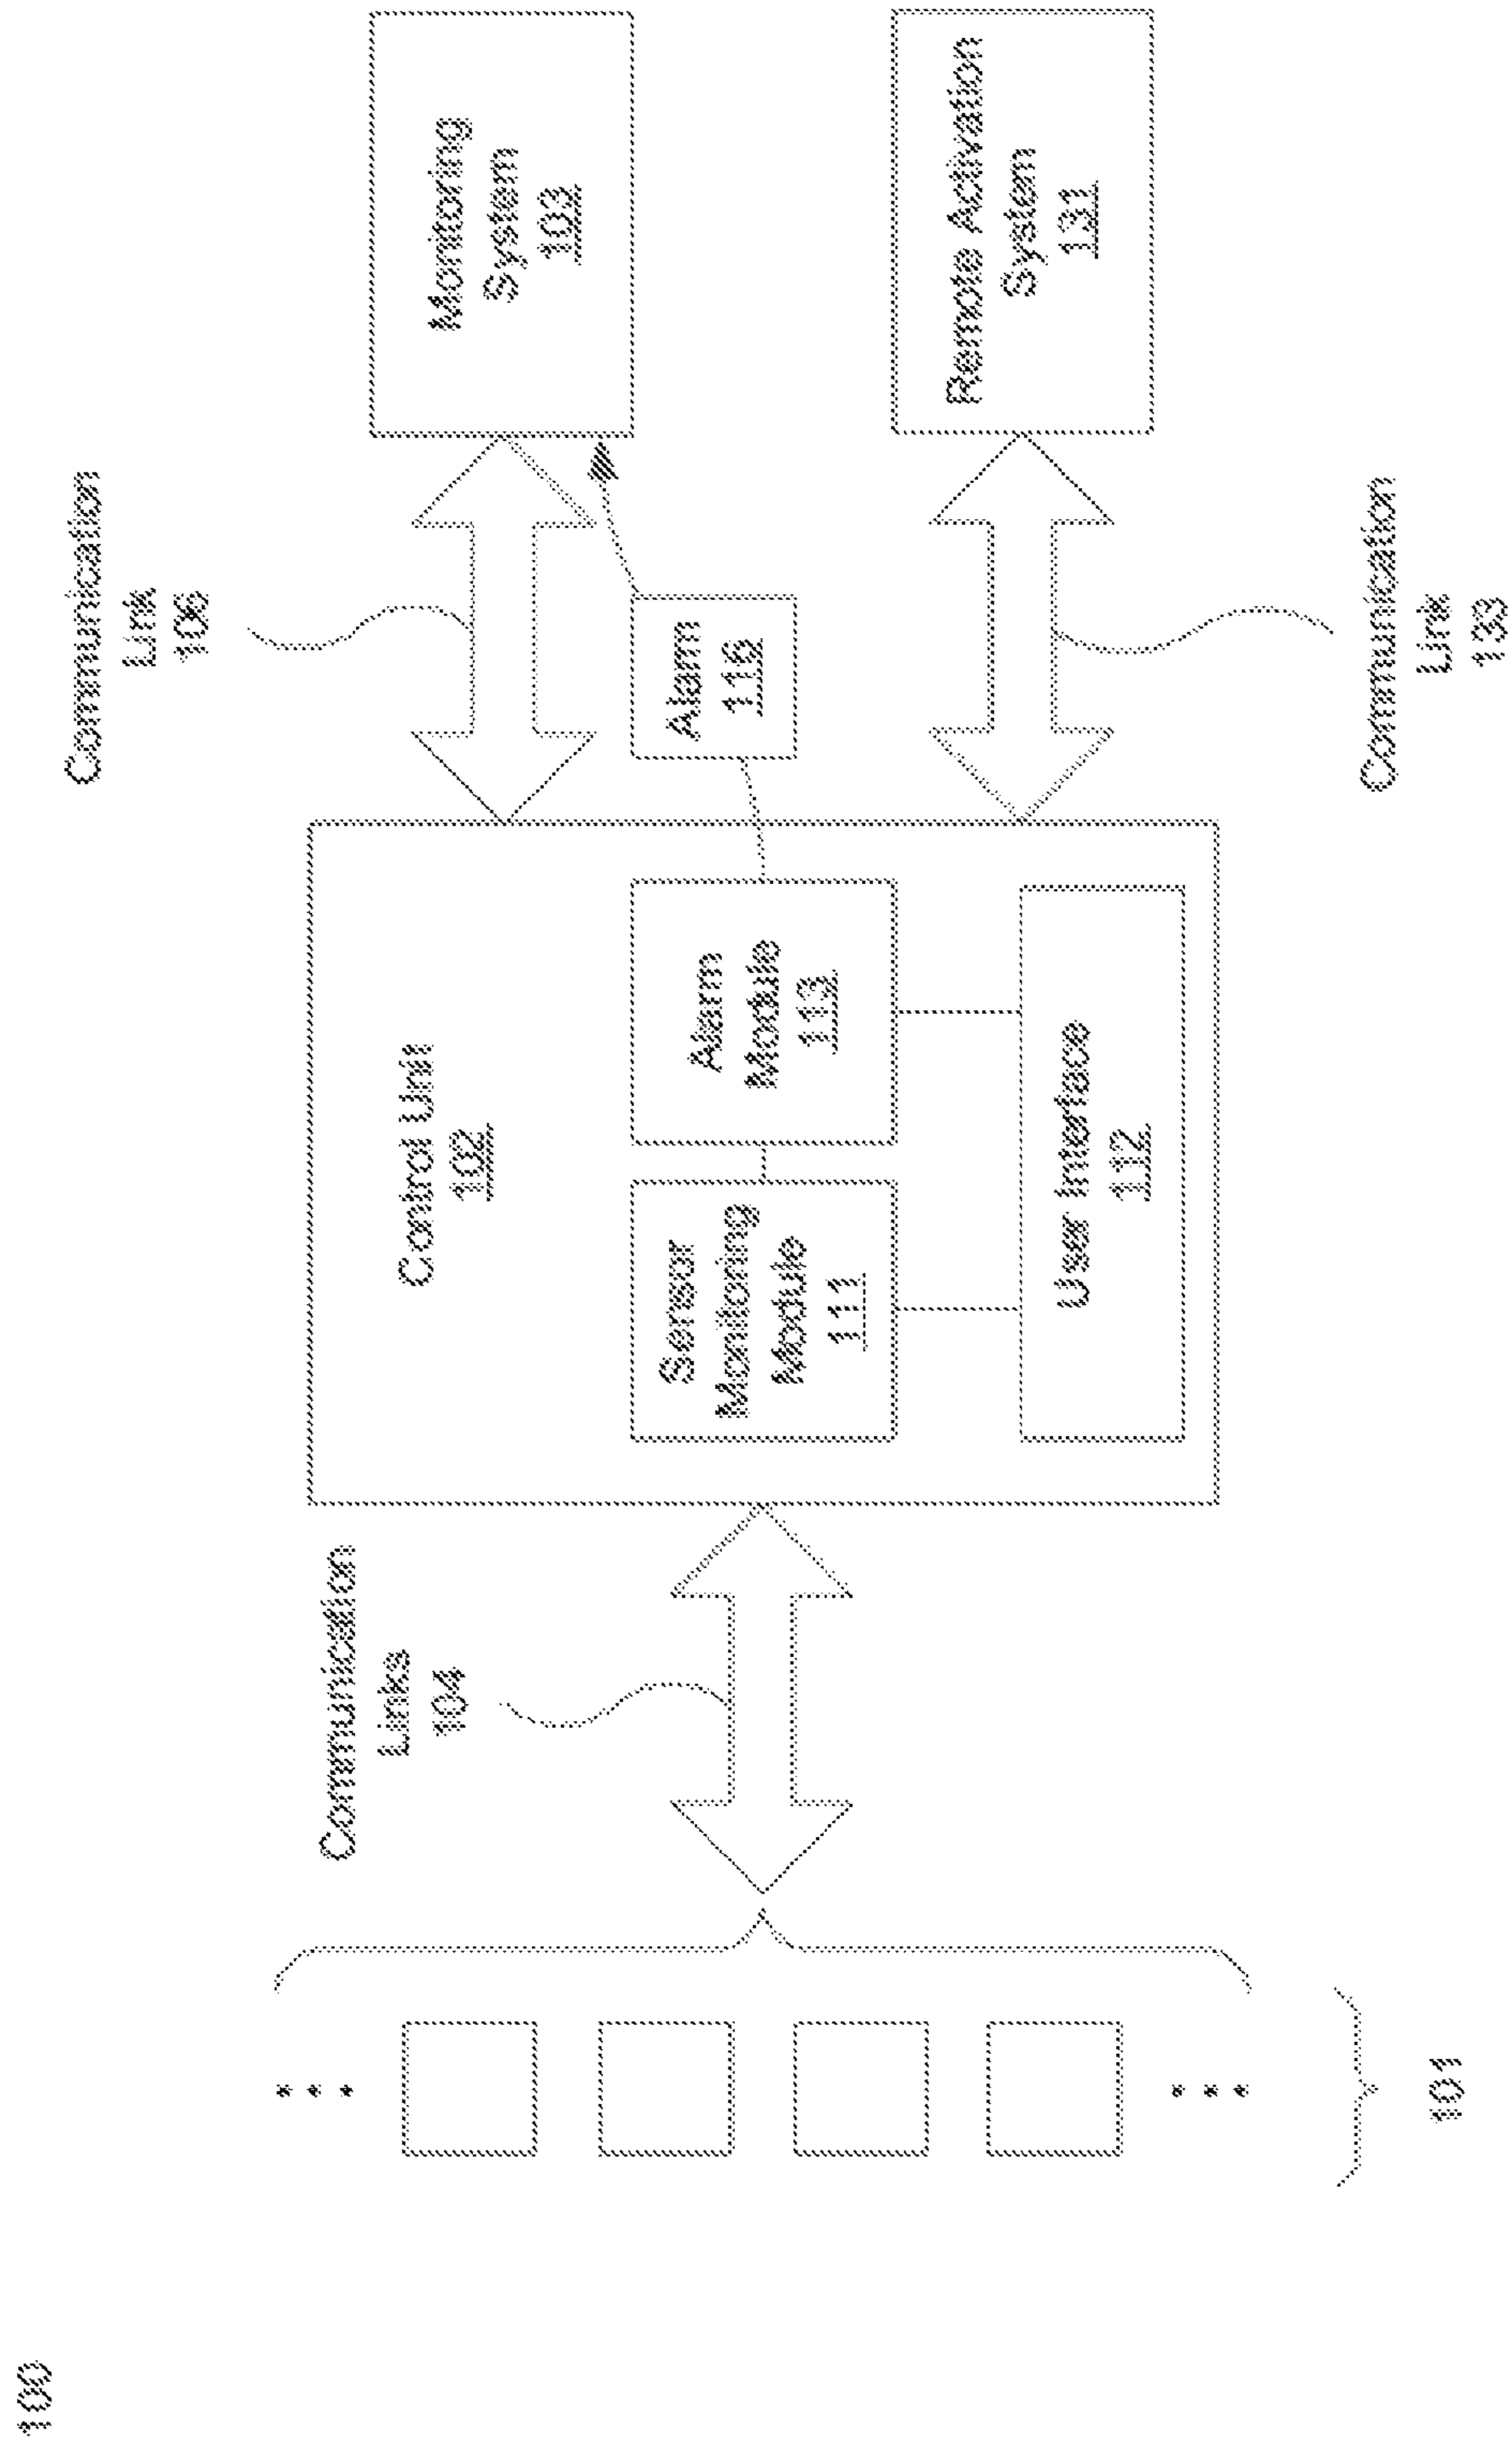 100
Communication
Link
106
Monitoring
System
103
Communication
Links
104
Control Unit
102
Alarm
116
Sensor
Monitoring
Module
111
Alarm
Module
113
User Interface
112
Remote Activation
System
131
101
Communication
Link
133